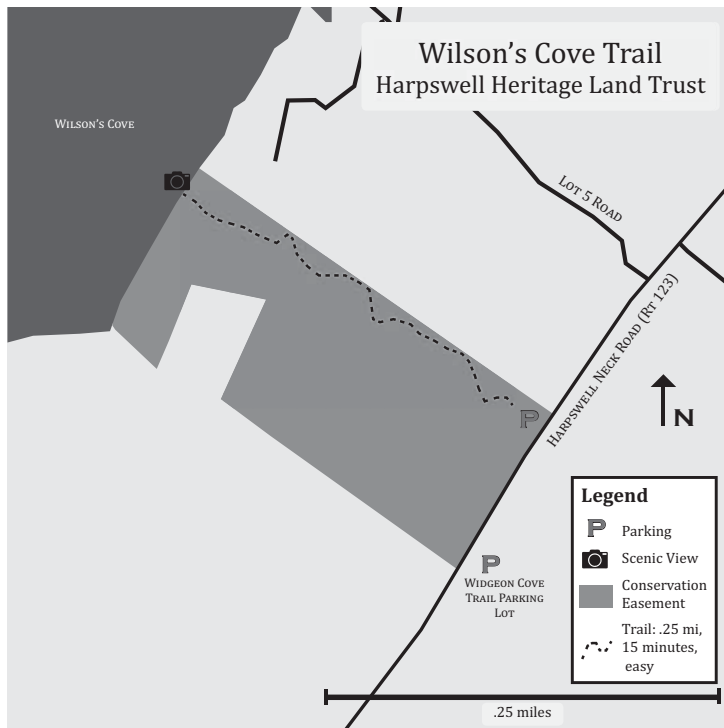 Wilson's Cove Trail
Harpswell Heritage Land Trust
Wilson's Cove
Lot 5 Road
Harpswell Neck Road (Rt 123)
P
N
P
Widgeon Cove
Trail Parking
Lot
Legend
P Parking
Scenic View
Conservation
Easement
Trail: .25 mi,
15 minutes,
easy
.25 miles